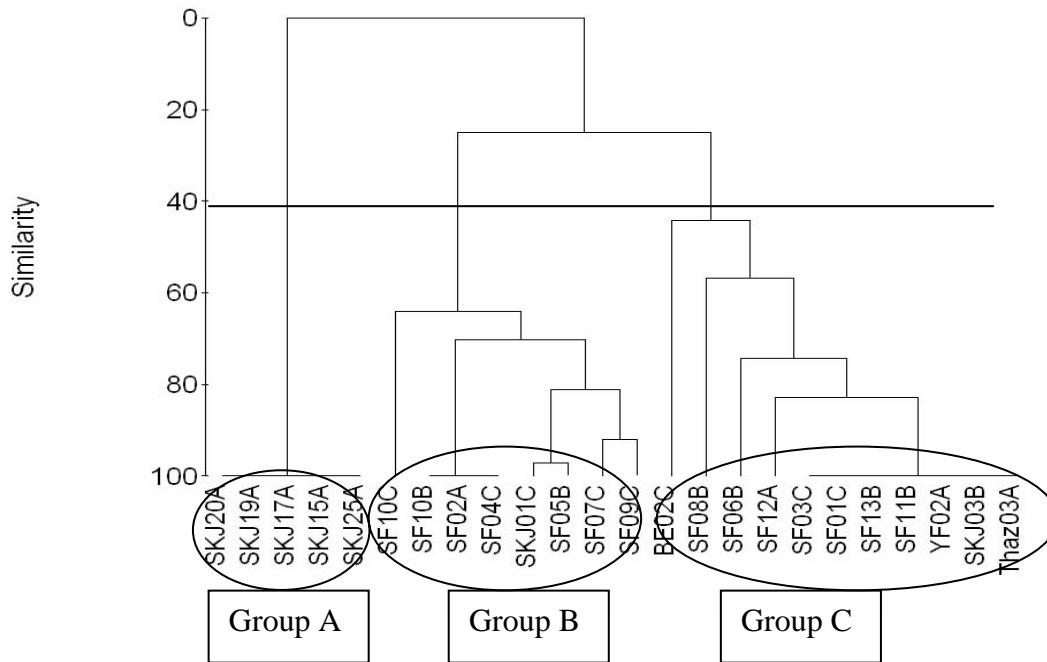 Similarity
0
20
40
60
80
100
SKJ20A
SKJ19A
SKJ17A
SKJ15A
SKJ25A
SF10C
SF10B
SF02A
SF04C
SKJ01C
SF05B
SF07C
SF09C
BE02C
SF08B
SF06B
SF12A
SF03C
SF01C
SF13B
SF11B
YF02A
SKJ03B
Thaz03A
Group A
Group B
Group C